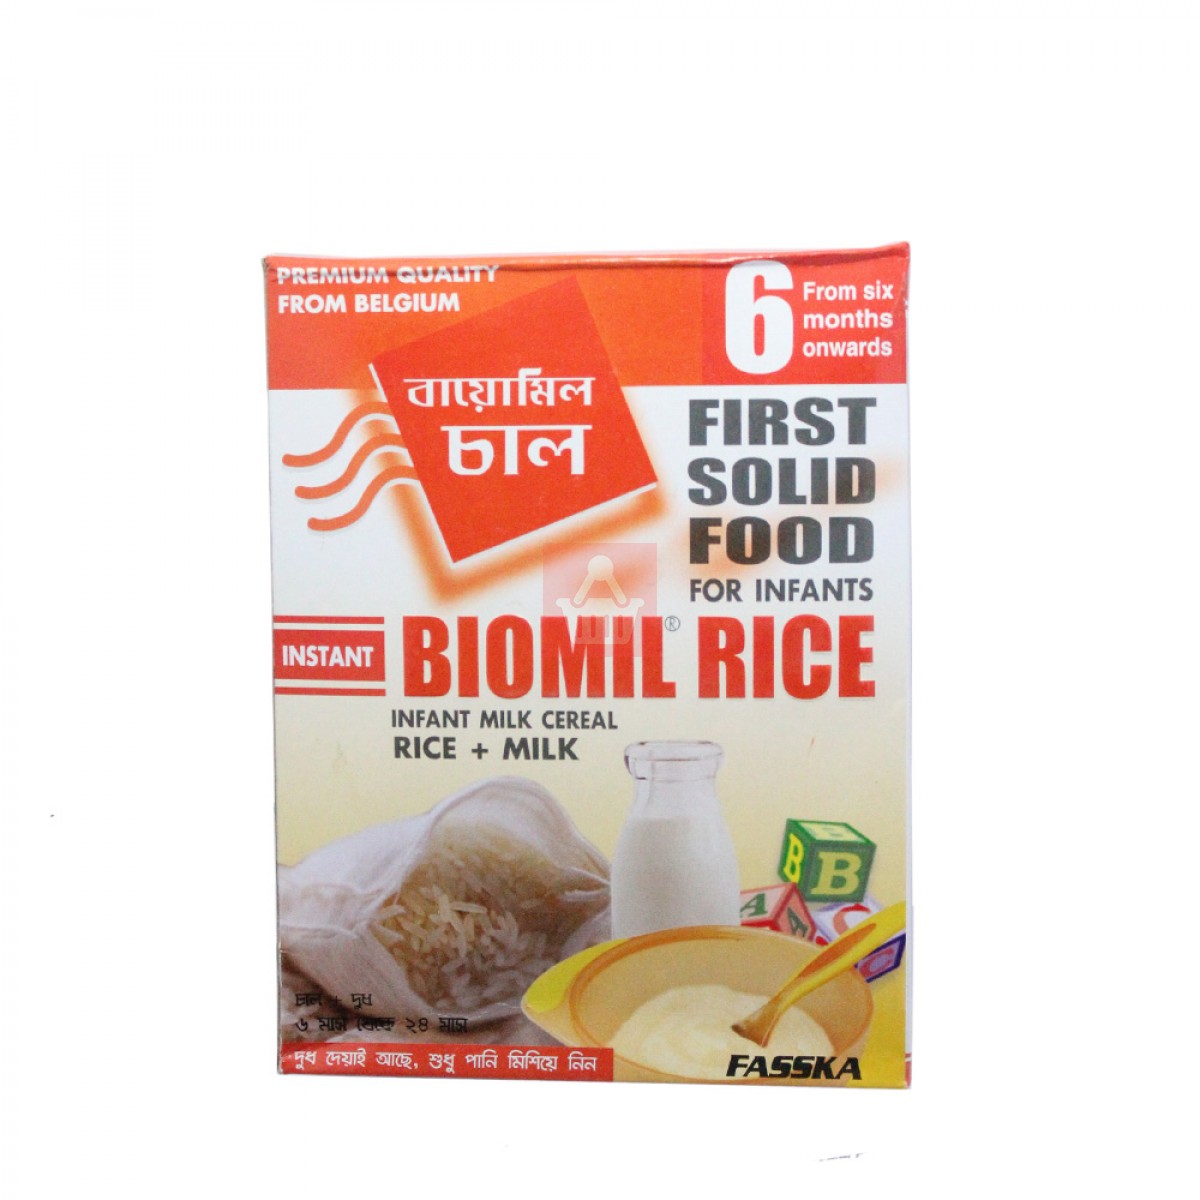 PREMIUM QUALITY
FROM BELGIUM
6
From six
months
onwards
বায়োমিল
চাল
FIRST
SOLID
FOOD
FOR INFANTS
INSTANT
BIOMIL® RICE
INFANT MILK CEREAL
RICE + MILK
B
B
A
A
C
চাল + দুধ
৬ মাস থেকে ২৪ মাস
দুধ দেয়াই আছে, শুধু পানি মিশিয়ে নিন
FASSKA